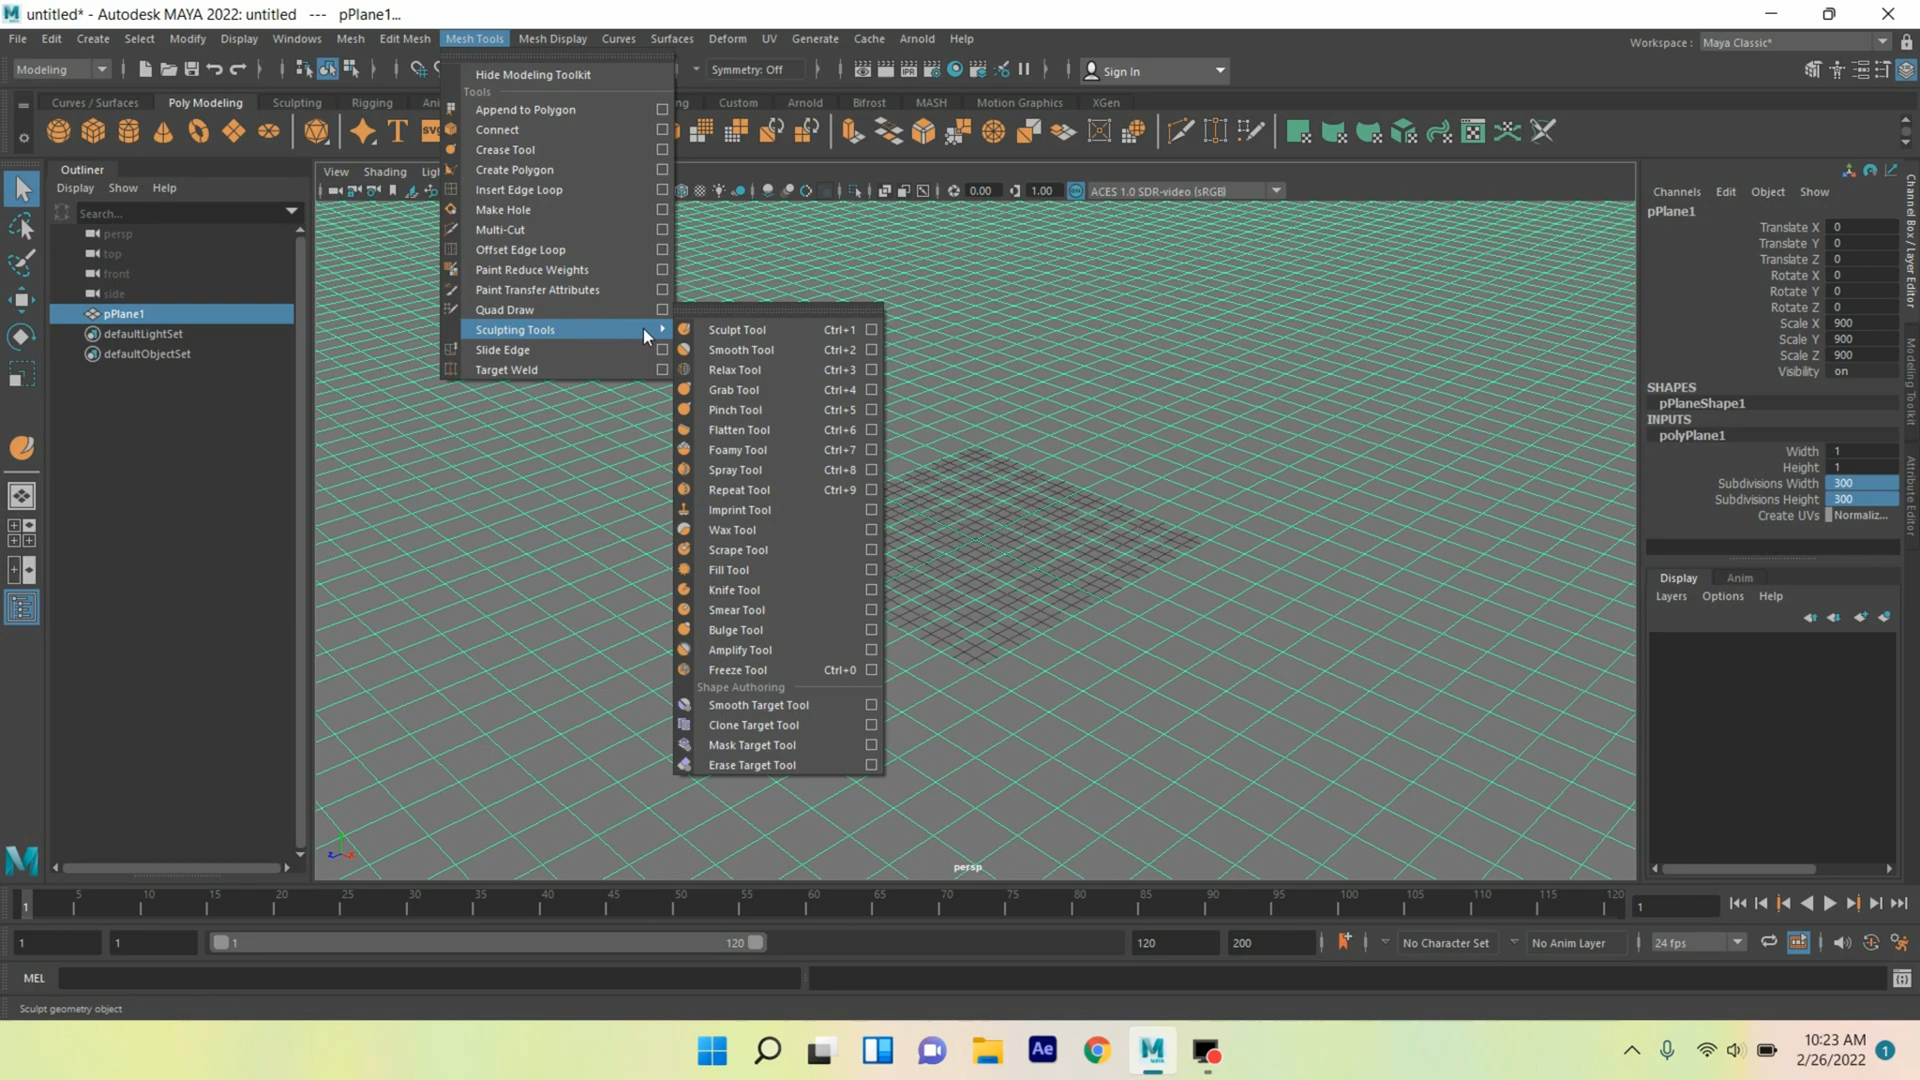 untitled* - Autodesk MAYA 2022: untitled --- pPlane1...
File Edit Create Select Modify Display Windows Mesh Edit Mesh Mesh Tools Mesh Display Curves Surfaces Deform UV Generate Cache Arnold Help
Workspace : Maya Classic*
Modeling
Symmetry: Off
Sign In
Curves / Surfaces Poly Modeling Sculpting Rigging Custom Arnold Bifrost MASH Motion Graphics XGen
Hide Modeling Toolkit
Tools
Append to Polygon
Connect
Crease Tool
Create Polygon
Insert Edge Loop
Make Hole
Multi-Cut
Offset Edge Loop
Paint Reduce Weights
Paint Transfer Attributes
Quad Draw
Sculpting Tools
Slide Edge
Target Weld
Sculpt Tool Ctrl+1
Smooth Tool Ctrl+2
Relax Tool Ctrl+3
Grab Tool Ctrl+4
Pinch Tool Ctrl+5
Flatten Tool Ctrl+6
Foamy Tool Ctrl+7
Spray Tool Ctrl+8
Repeat Tool Ctrl+9
Imprint Tool
Wax Tool
Scrape Tool
Fill Tool
Knife Tool
Smear Tool
Bulge Tool
Amplify Tool
Freeze Tool Ctrl+0
Shape Authoring
Smooth Target Tool
Clone Target Tool
Mask Target Tool
Erase Target Tool
Outliner
Display Show Help
Search...
persp
top
front
side
pPlane1
defaultLightSet
defaultObjectSet
View Shading
0.00 1.00 ACES 1.0 SDR-video (sRGB)
persp
Channels Edit Object Show
pPlane1
Translate X 0
Translate Y 0
Translate Z 0
Rotate X 0
Rotate Y 0
Rotate Z 0
Scale X 900
Scale Y 900
Scale Z 900
Visibility on
SHAPES
pPlaneShape1
INPUTS
polyPlane1
Width 1
Height 1
Subdivisions Width 300
Subdivisions Height 300
Create UVs Normaliz...
Display Anim
Layers Options Help
Channel Box / Layer Editor
Modeling Toolkit
Attribute Editor
1 5 10 15 20 25 30 35 40 45 50 55 60 65 70 75 80 85 90 95 100 105 110 115 120
1
1 1 1 120 120 200 No Character Set No Anim Layer 24 fps
MEL
Sculpt geometry object
Ae
10:23 AM
2/26/2022 1